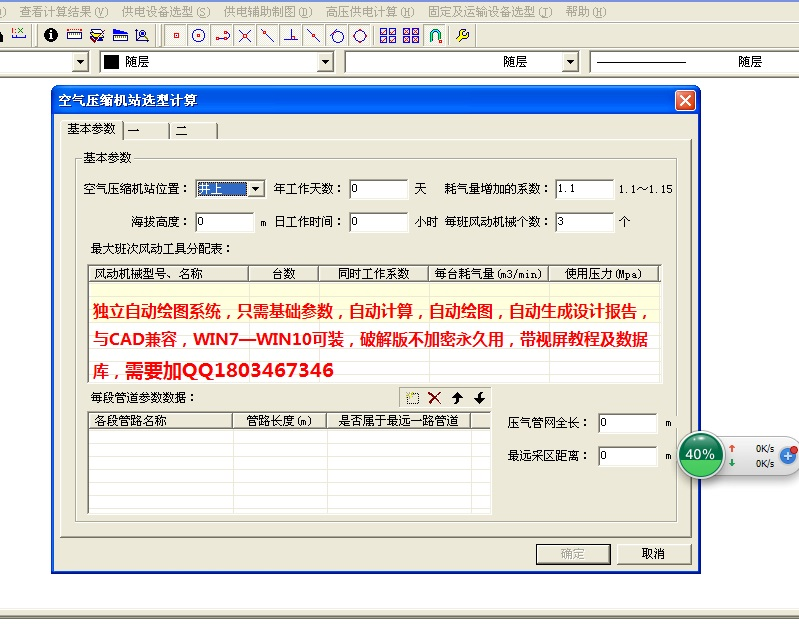 查看计算结果(V) 供电设备选型(S) 供电辅助制图(D) 高压供电计算(H) 固定及运输设备选型(T) 帮助(H)
随层 随层 随层
空气压缩机站选型计算
基本参数 一 二
基本参数
空气压缩机站位置： 井上 年工作天数： 0 天 耗气量增加的系数： 1.1 1.1～1.15
海拔高度： 0 m 日工作时间： 0 小时 每班风动机械个数： 3 个
最大班次风动工具分配表：
风动机械型号、名称 台数 同时工作系数 每台耗气量(m3/min) 使用压力(Mpa)
独立自动绘图系统，只需基础参数，自动计算，自动绘图，自动生成设计报告，
与CAD兼容，WIN7—WIN10可装，破解版不加密永久用，带视屏教程及数据
库，需要加QQ1803467346
每段管道参数数据：
各段管路名称 管路长度(m) 是否属于最远一路管道
压气管网全长： 0 m
最远采区距离： 0 m
40% 0K/s
0K/s
确定 取消